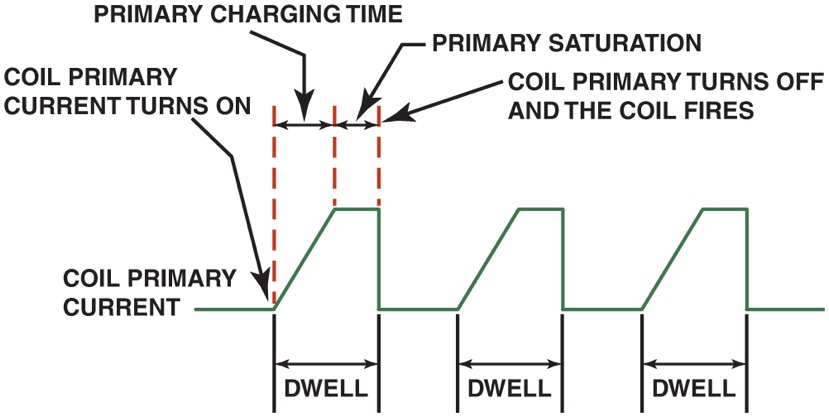 PRIMARY CHARGING TIME
PRIMARY SATURATION
COIL PRIMARY
CURRENT TURNS ON
COIL PRIMARY TURNS OFF
AND THE COIL FIRES
COIL PRIMARY
CURRENT
DWELL
DWELL
DWELL